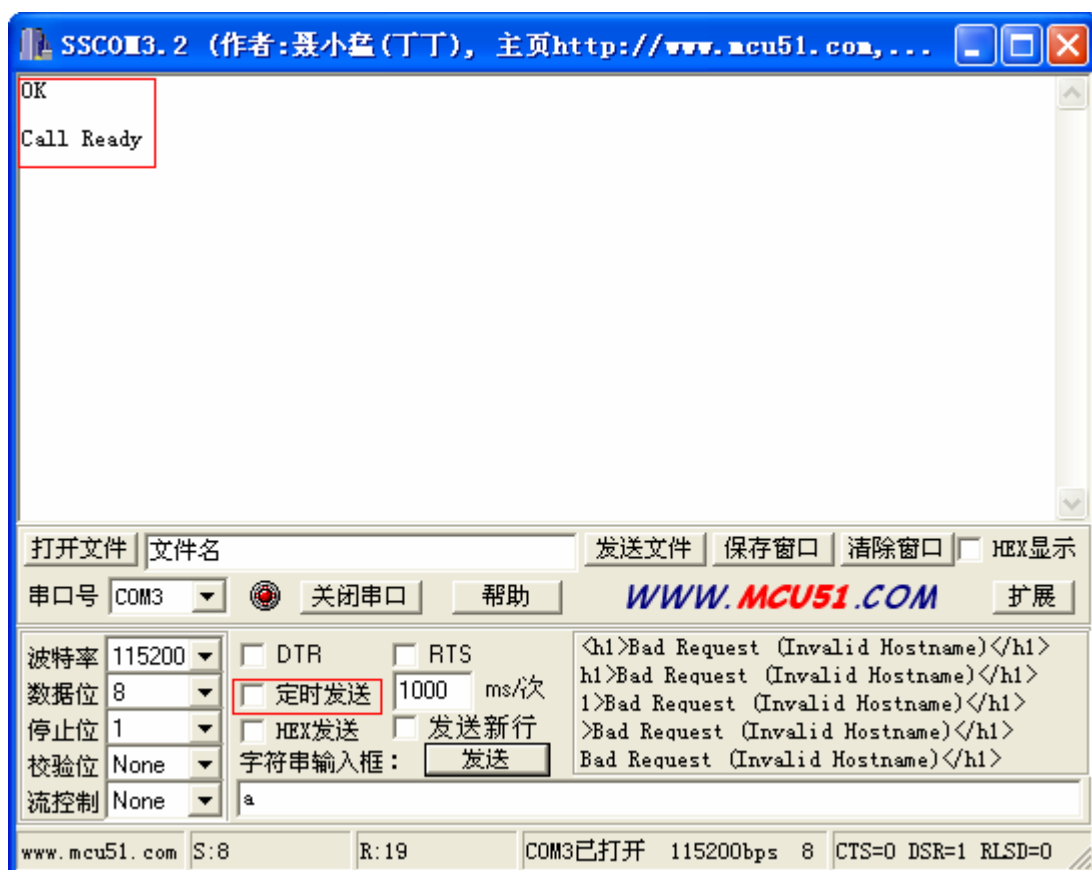 SSCOM3.2 (作者:聂小猛(丁丁), 主页http://www.mcu51.com,...
OK
Call Ready
打开文件 文件名 发送文件 保存窗口 清除窗口 HEX显示
串口号 COM3 关闭串口 帮助 WWW.MCU51.COM 扩展
波特率 115200 DTR RTS
数据位 8 定时发送 1000 ms/次
停止位 1 HEX发送 发送新行
校验位 None 字符串输入框: 发送
流控制 None a
<h1>Bad Request (Invalid Hostname)</h1>
h1>Bad Request (Invalid Hostname)</h1>
1>Bad Request (Invalid Hostname)</h1>
>Bad Request (Invalid Hostname)</h1>
Bad Request (Invalid Hostname)</h1>
www.mcu51.com S:8 R:19 COM3已打开 115200bps 8 CTS=0 DSR=1 RLSD=0